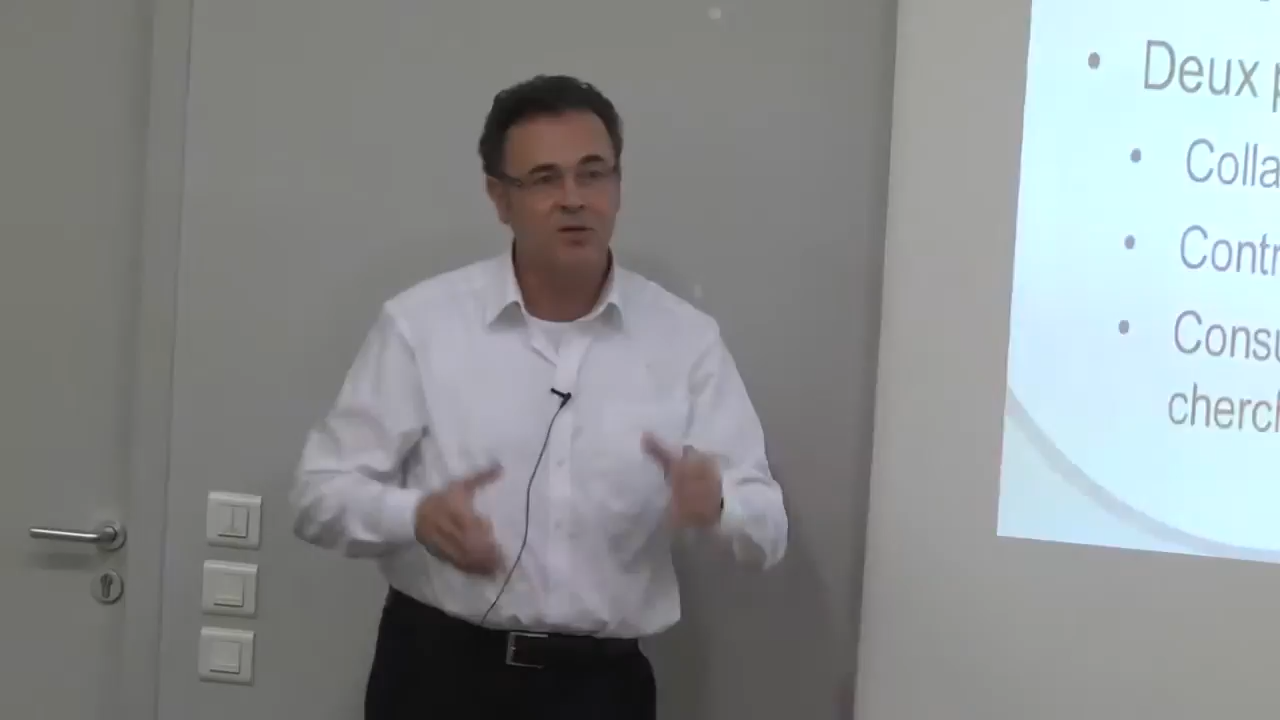 • Deux
• Colla
• Contr
• Consu
cherch